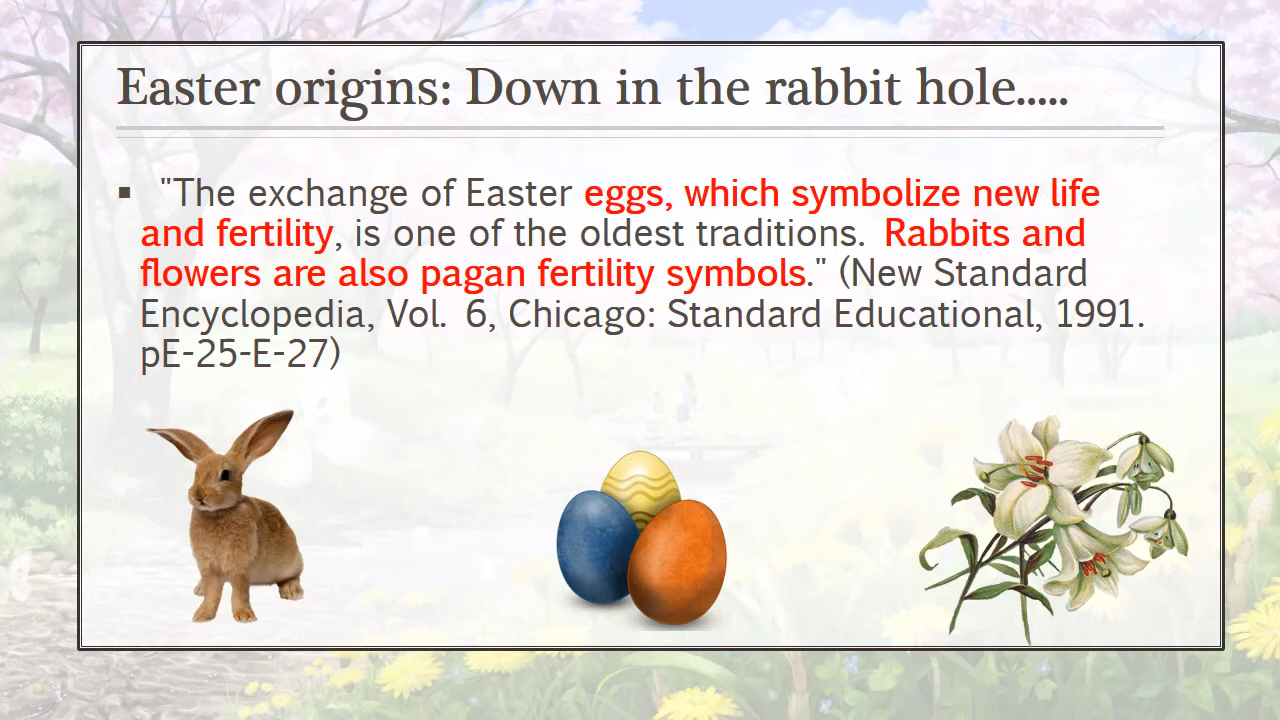 Easter origins: Down in the rabbit hole.....
▪ "The exchange of Easter eggs, which symbolize new life
and fertility, is one of the oldest traditions. Rabbits and
flowers are also pagan fertility symbols." (New Standard
Encyclopedia, Vol. 6, Chicago: Standard Educational, 1991.
pE-25-E-27)